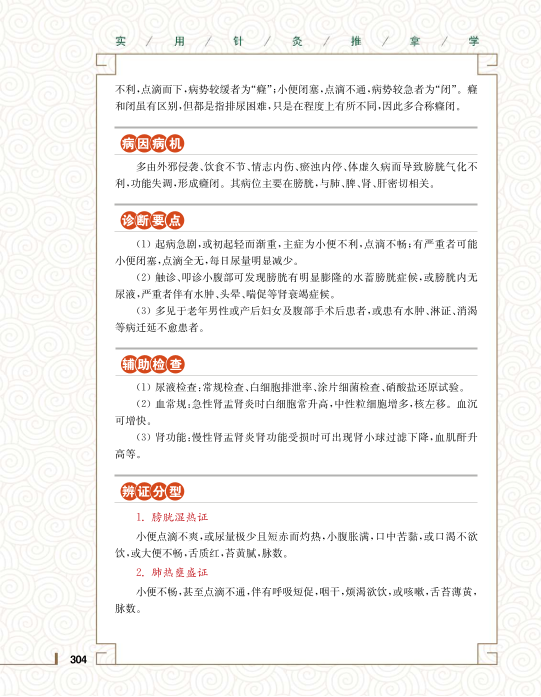 实／用／针／灸／推／拿／学
不利,点滴而下,病势较缓者为“癃”;小便闭塞,点滴不通,病势较急者为“闭”。癃
和闭虽有区别,但都是指排尿困难,只是在程度上有所不同,因此多合称癃闭。
病因病机
多由外邪侵袭、饮食不节、情志内伤、瘀浊内停、体虚久病而导致膀胱气化不
利,功能失调,形成癃闭。其病位主要在膀胱,与肺、脾、肾、肝密切相关。
诊断要点
(1) 起病急剧,或初起轻而渐重,主症为小便不利,点滴不畅;有严重者可能
小便闭塞,点滴全无,每日尿量明显减少。
(2) 触诊、叩诊小腹部可发现膀胱有明显膨隆的水蓄膀胱症候,或膀胱内无
尿液,严重者伴有水肿、头晕、喘促等肾衰竭症候。
(3) 多见于老年男性或产后妇女及腹部手术后患者,或患有水肿、淋证、消渴
等病迁延不愈患者。
辅助检查
(1) 尿液检查:常规检查、白细胞排泄率、涂片细菌检查、硝酸盐还原试验。
(2) 血常规:急性肾盂肾炎时白细胞常升高,中性粒细胞增多,核左移。血沉
可增快。
(3) 肾功能:慢性肾盂肾炎肾功能受损时可出现肾小球过滤下降,血肌酐升
高等。
辨证分型
1. 膀胱湿热证
小便点滴不爽,或尿量极少且短赤而灼热,小腹胀满,口中苦黏,或口渴不欲
饮,或大便不畅,舌质红,苔黄腻,脉数。
2. 肺热壅盛证
小便不畅,甚至点滴不通,伴有呼吸短促,咽干,烦渴欲饮,或咳嗽,舌苔薄黄,
脉数。
304